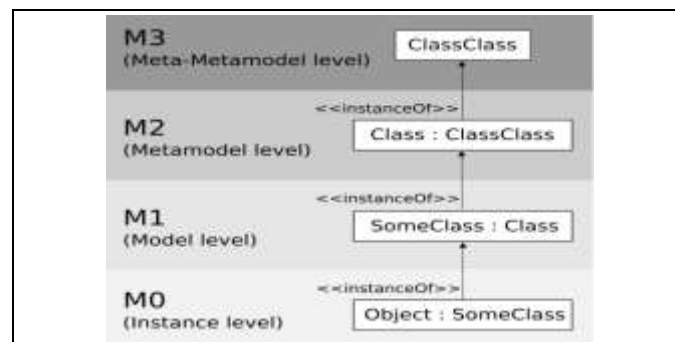 M3
(Meta-Metamodel level)
ClassClass
<<instanceOf>>
M2
(Metamodel level)
Class : ClassClass
<<instanceOf>>
M1
(Model level)
SomeClass : Class
<<instanceOf>>
M0
(Instance level)
Object : SomeClass